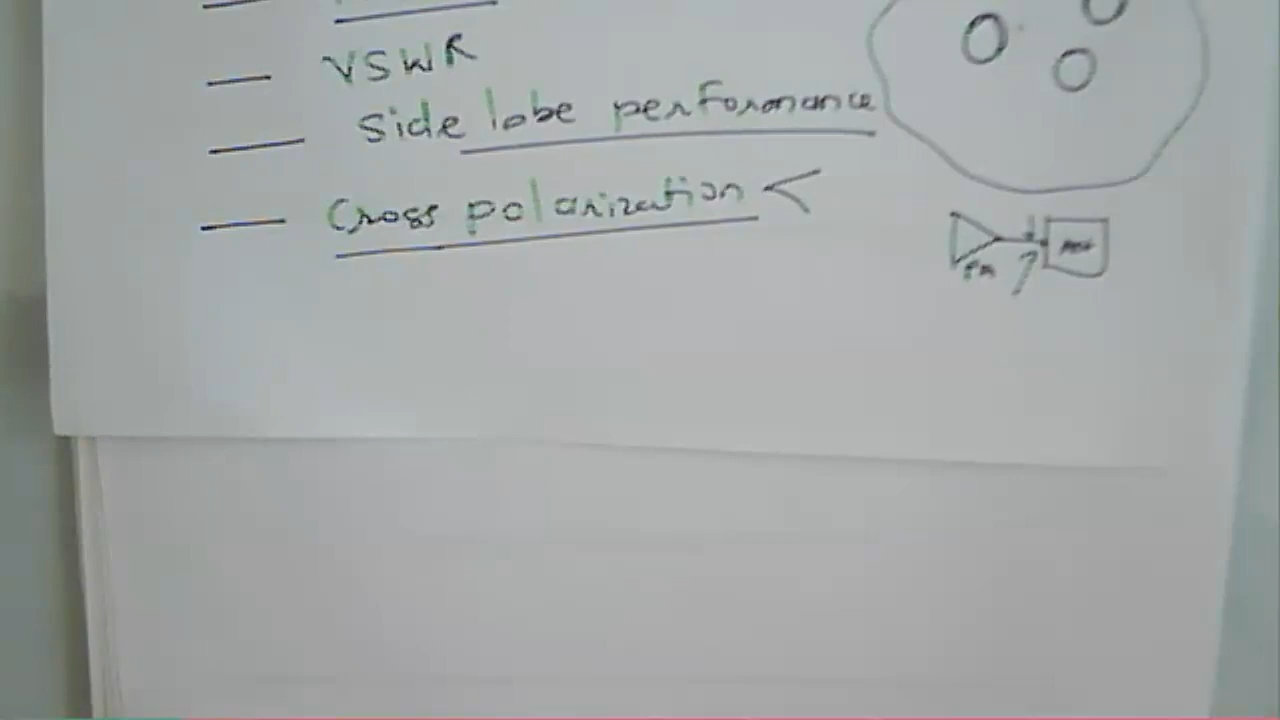 — VSWR
— Side lobe performance
— Cross polarization <